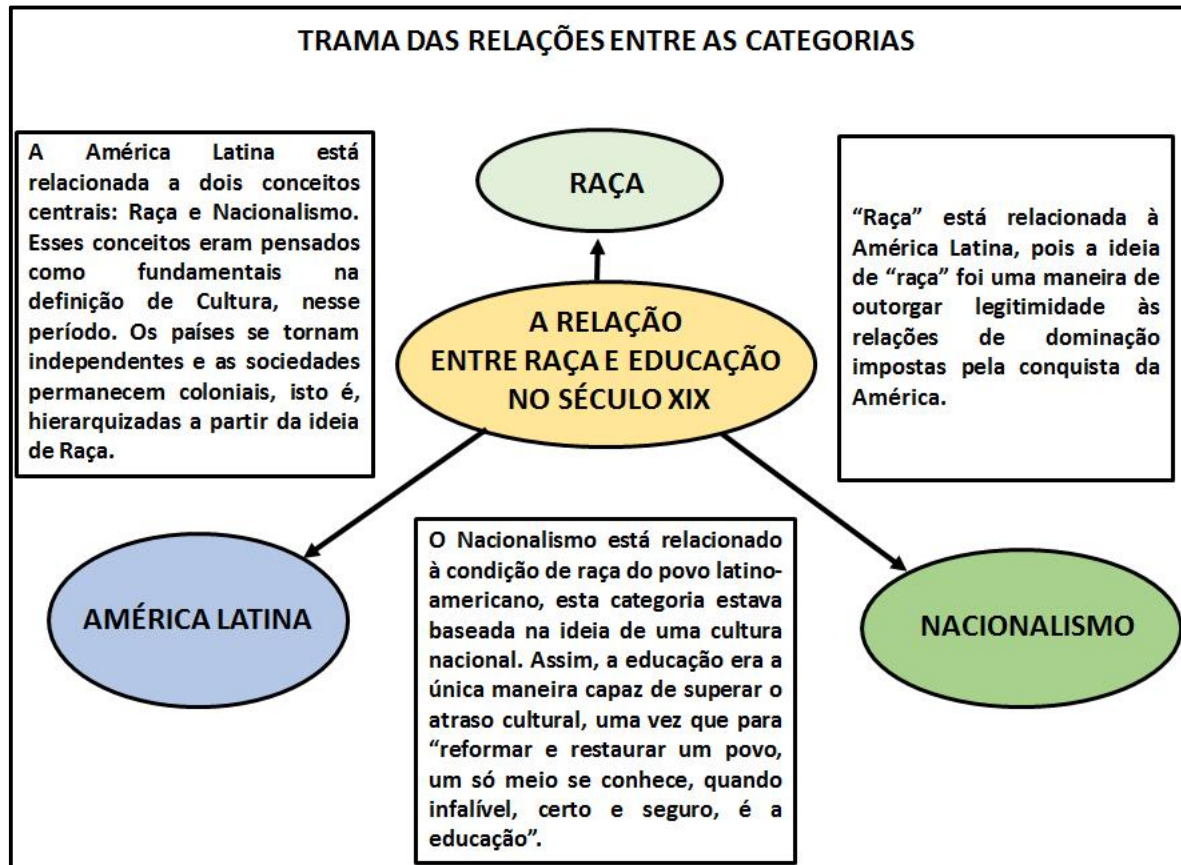 TRAMA DAS RELAÇÕES ENTRE AS CATEGORIAS
A América Latina está
relacionada a dois conceitos
centrais: Raça e Nacionalismo.
Esses conceitos eram pensados
como fundamentais na
definição de Cultura, nesse
período. Os países se tornam
independentes e as sociedades
permanecem coloniais, isto é,
hierarquizadas a partir da ideia
de Raça.
RAÇA
“Raça” está relacionada à
América Latina, pois a ideia
de “raça” foi uma maneira de
outorgar legitimidade às
relações de dominação
impostas pela conquista da
América.
A RELAÇÃO
ENTRE RAÇA E EDUCAÇÃO
NO SÉCULO XIX
AMÉRICA LATINA
O Nacionalismo está relacionado
à condição de raça do povo latino-
americano, esta categoria estava
baseada na ideia de uma cultura
nacional. Assim, a educação era a
única maneira capaz de superar o
atraso cultural, uma vez que para
“reformar e restaurar um povo,
um só meio se conhece, quando
infalível, certo e seguro, é a
educação”.
NACIONALISMO